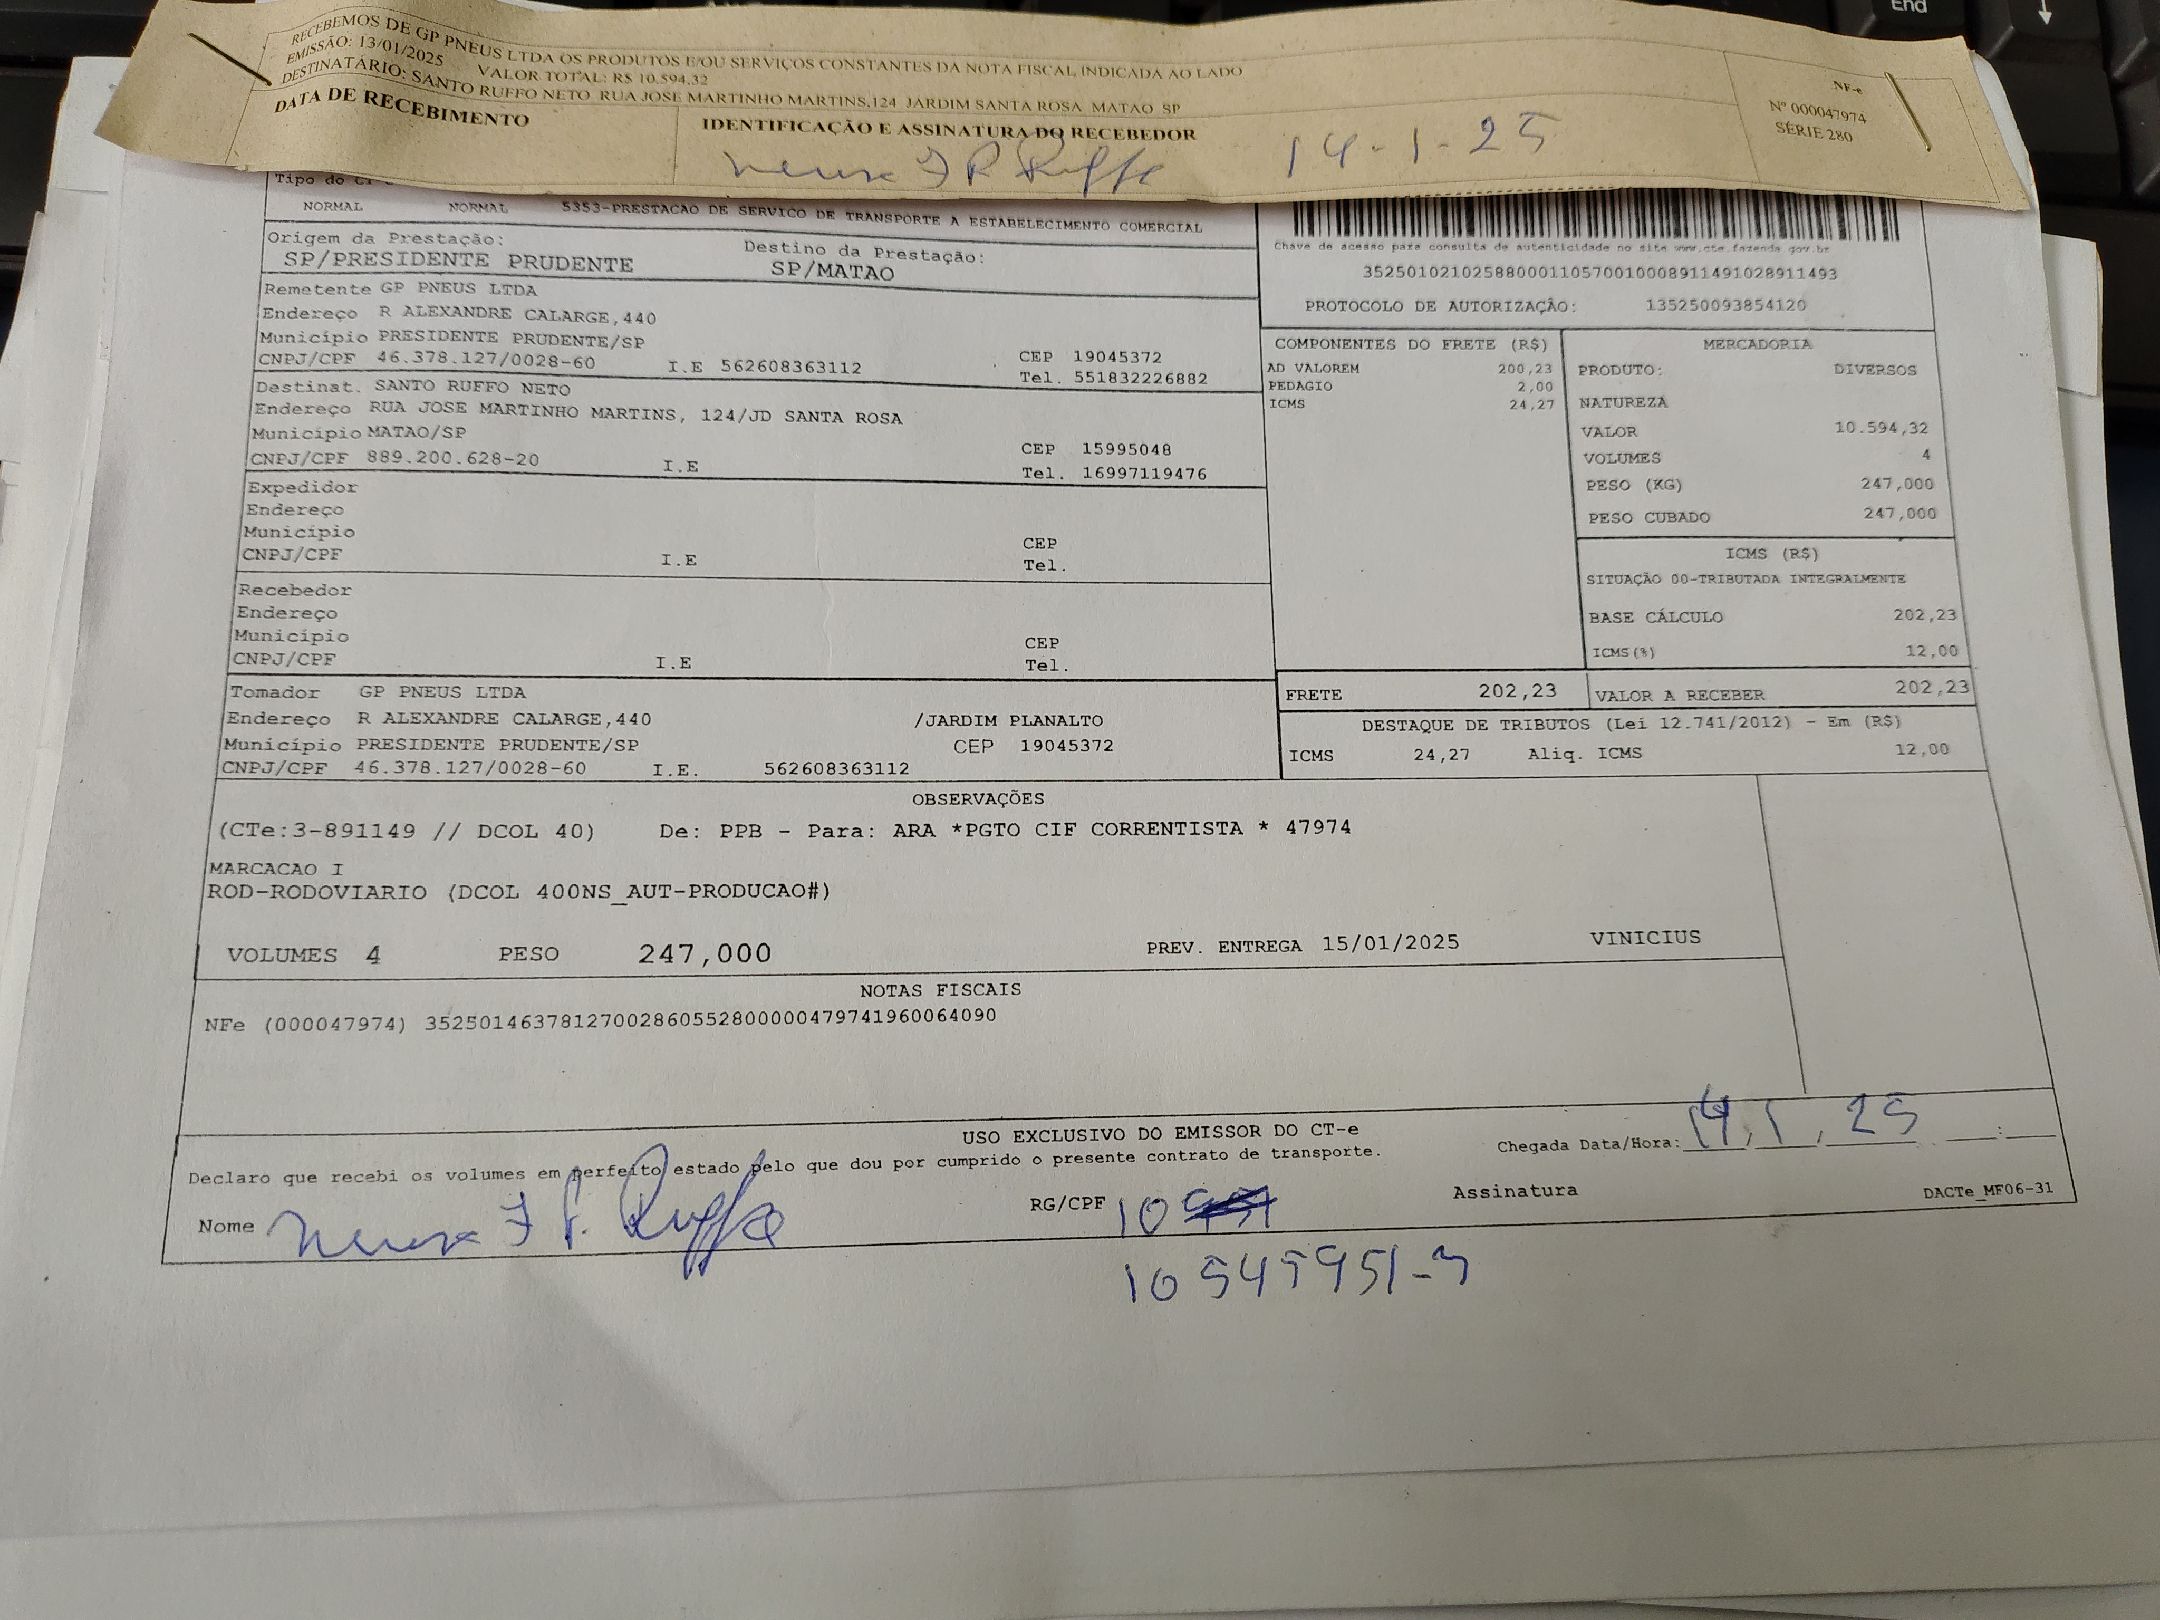 End
RECEBEMOS DE GP PNEUS LTDA OS PRODUTOS E/OU SERVIÇOS CONSTANTES DA NOTA FISCAL INDICADA AO LADO
EMISSÃO: 13/01/2025 VALOR TOTAL: R$ 10.594,32
DESTINATÁRIO: SANTO RUFFO NETO RUA JOSE MARTINHO MARTINS,124 JARDIM SANTA ROSA MATAO SP
DATA DE RECEBIMENTO
IDENTIFICAÇÃO E ASSINATURA DO RECEBEDOR
14-1-25
NF-e
Nº 000047974
SÉRIE 280
Tipo do
NORMAL NORMAL 5353-PRESTACAO DE SERVICO DE TRANSPORTE A ESTABELECIMENTO COMERCIAL
Origem da Prestação: Destino da Prestação:
SP/PRESIDENTE PRUDENTE SP/MATAO
Chave de acesso para consulta de autenticidade no site www.cte.fazenda.gov.br
35250102102588000110570010008911491028911493
PROTOCOLO DE AUTORIZAÇÃO: 135250093854120
Remetente GP PNEUS LTDA
Endereço R ALEXANDRE CALARGE,440
Município PRESIDENTE PRUDENTE/SP
CNPJ/CPF 46.378.127/0028-60 I.E 562608363112
CEP 19045372
Tel. 551832226882
Destinat. SANTO RUFFO NETO
Endereço RUA JOSE MARTINHO MARTINS, 124/JD SANTA ROSA
Município MATAO/SP
CNPJ/CPF 889.200.628-20 I.E
CEP 15995048
Tel. 16997119476
Expedidor
Endereço
Município
CNPJ/CPF I.E
CEP
Tel.
Recebedor
Endereço
Município
CNPJ/CPF I.E
CEP
Tel.
Tomador GP PNEUS LTDA
Endereço R ALEXANDRE CALARGE,440 /JARDIM PLANALTO
Município PRESIDENTE PRUDENTE/SP CEP 19045372
CNPJ/CPF 46.378.127/0028-60 I.E. 562608363112
COMPONENTES DO FRETE (R$)
AD VALOREM 200,23
PEDAGIO 2,00
ICMS 24,27
MERCADORIA
PRODUTO: DIVERSOS
NATUREZA
VALOR 10.594,32
VOLUMES 4
PESO (KG) 247,000
PESO CUBADO 247,000
ICMS (R$)
SITUAÇÃO 00-TRIBUTADA INTEGRALMENTE
BASE CÁLCULO 202,23
ICMS(%) 12,00
FRETE 202,23 VALOR A RECEBER 202,23
DESTAQUE DE TRIBUTOS (Lei 12.741/2012) - Em (R$)
ICMS 24,27 Aliq. ICMS 12,00
OBSERVAÇÕES
(CTe:3-891149 // DCOL 40) De: PPB - Para: ARA *PGTO CIF CORRENTISTA * 47974
MARCACAO I
ROD-RODOVIARIO (DCOL 400NS_AUT-PRODUCAO#)
VOLUMES 4 PESO 247,000 PREV. ENTREGA 15/01/2025 VINICIUS
NOTAS FISCAIS
NFe (000047974) 35250146378127002860552800000479741960064090
USO EXCLUSIVO DO EMISSOR DO CT-e
Chegada Data/Hora: 14, 1, 25 __:__
Declaro que recebi os volumes em perfeito estado pelo que dou por cumprido o presente contrato de transporte.
Nome RG/CPF 10 Assinatura DACTe_MF06-31